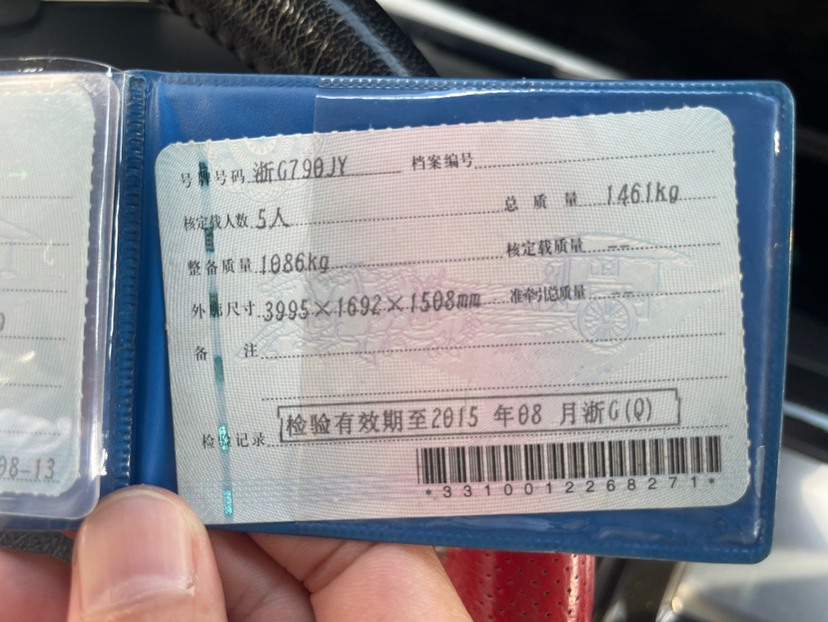 号牌号码 浙G790JY 档案编号
核定载人数 5人 总质量 1461kg
整备质量 1086kg 核定载质量 --
外廓尺寸 3995×1692×1508mm 准牵引总质量 --
备注
检验记录 检验有效期至2015年08月浙G(Q)
*3310012268271*
08-13